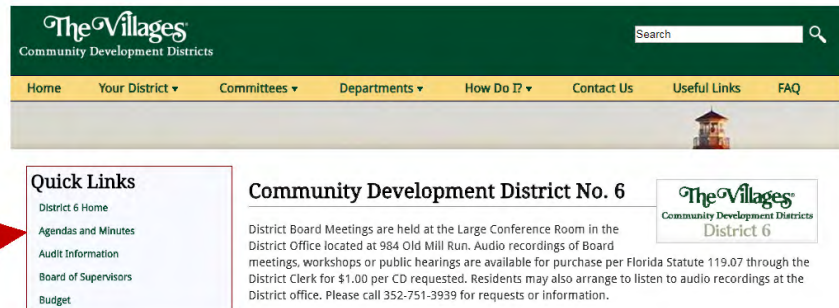 The Villages®
Community Development Districts
Search
Home Your District ▾ Committees ▾ Departments ▾ How Do I? ▾ Contact Us Useful Links FAQ
Quick Links
District 6 Home
Agendas and Minutes
Audit Information
Board of Supervisors
Budget
Community Development District No. 6
The Villages®
Community Development Districts
District 6
District Board Meetings are held at the Large Conference Room in the
District Office located at 984 Old Mill Run. Audio recordings of Board
meetings, workshops or public hearings are available for purchase per Florida Statute 119.07 through the
District Clerk for $1.00 per CD requested. Residents may also arrange to listen to audio recordings at the
District office. Please call 352-751-3939 for requests or information.